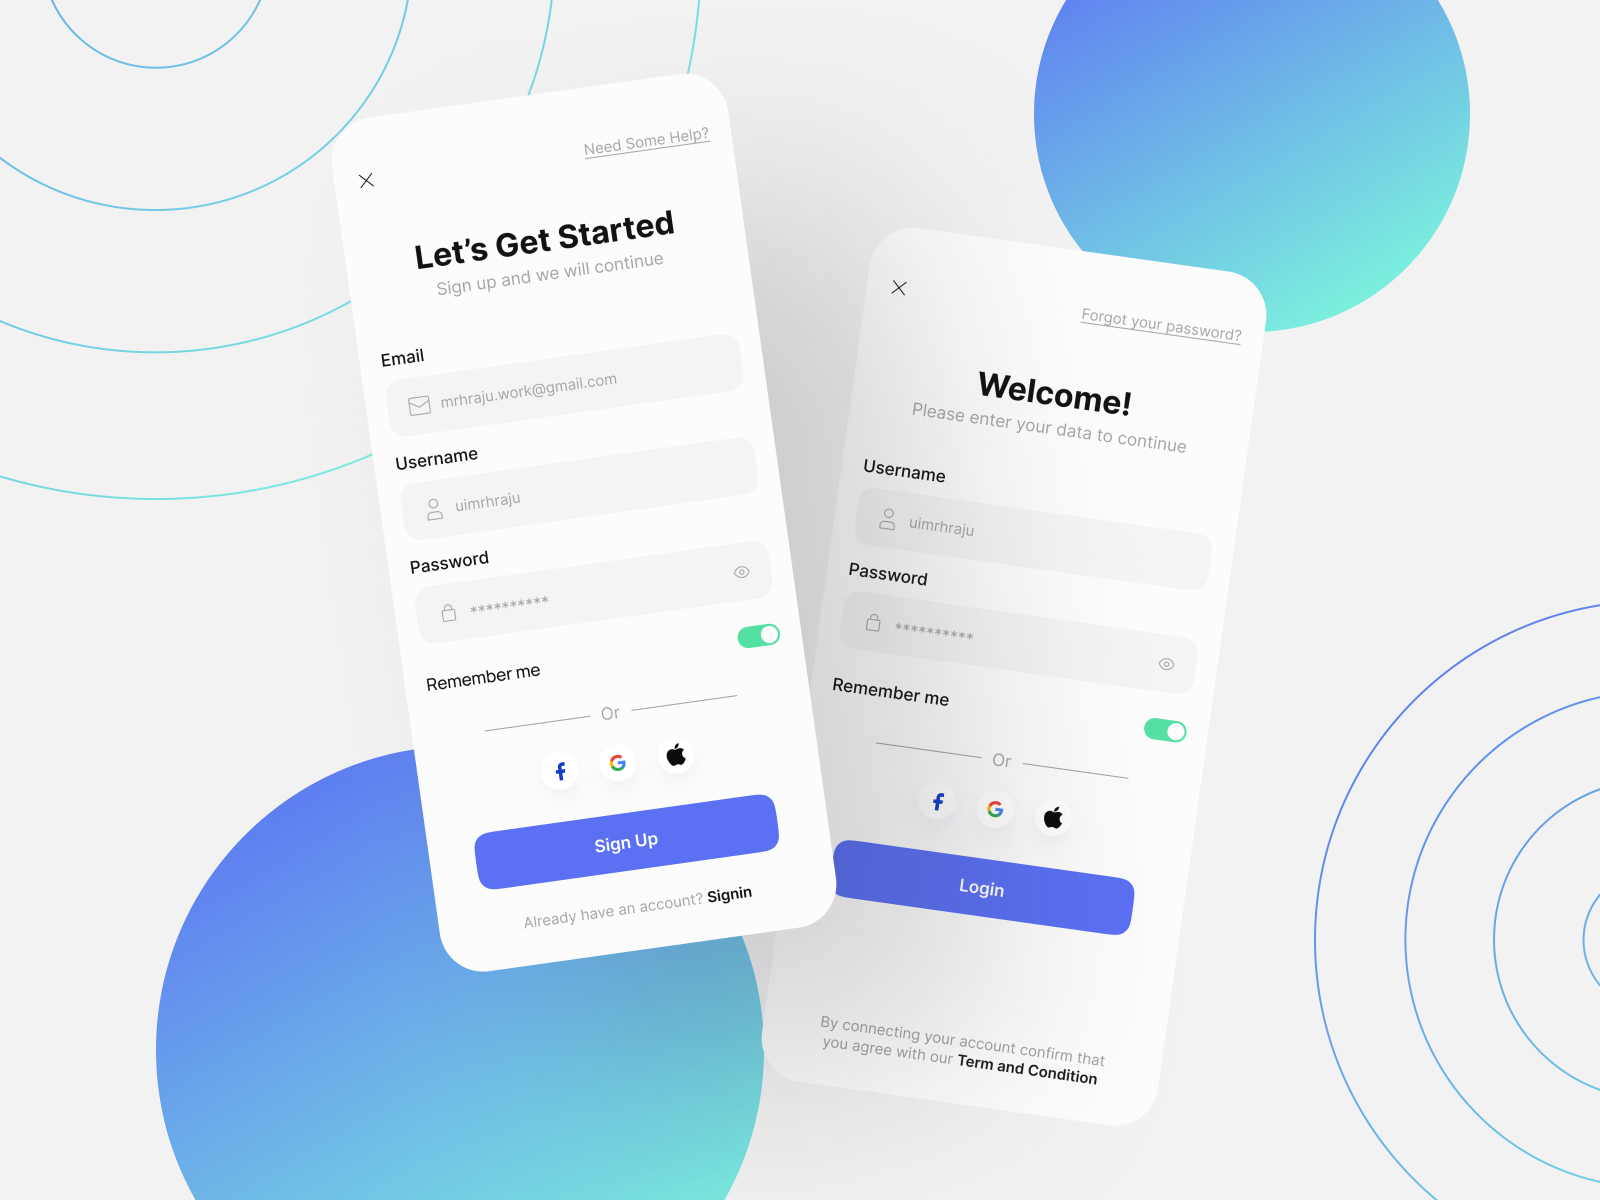 Need Some Help?
Let’s Get Started
Sign up and we will continue
Email
mrhraju.work@gmail.com
Username
uimrhraju
Password
**********
Remember me
Or
Sign Up
Already have an account? Signin
Forgot your password?
Welcome!
Please enter your data to continue
Username
uimrhraju
Password
**********
Remember me
Or
Login
By connecting your account confirm that
you agree with our Term and Condition